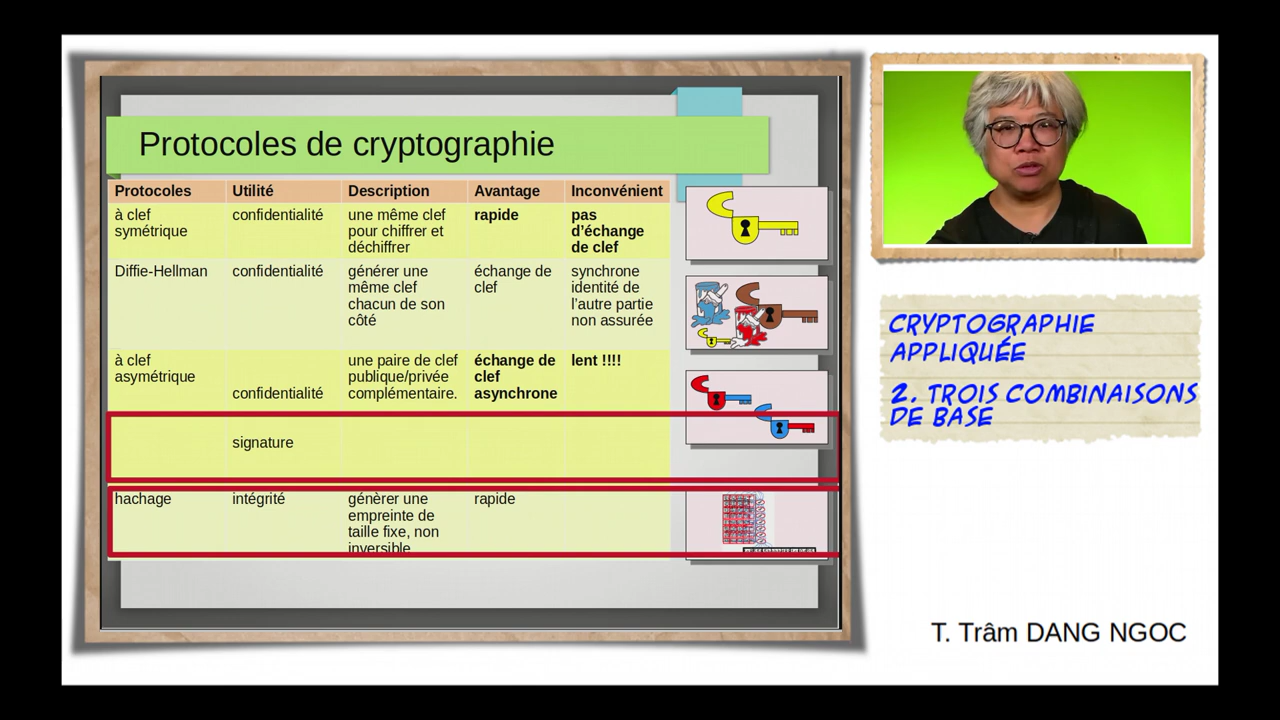 Protocoles de cryptographie
Protocoles Utilité Description Avantage Inconvénient
à clef
symétrique
confidentialité
une même clef
pour chiffrer et
déchiffrer
rapide
pas
d'échange
de clef
Diffie-Hellman
confidentialité
générer une
même clef
chacun de son
côté
échange de
clef
synchrone
identité de
l'autre partie
non assurée
à clef
asymétrique
confidentialité
une paire de clef
publique/privée
complémentaire.
échange de
clef
asynchrone
lent !!!!
signature
hachage
intégrité
génèrer une
empreinte de
taille fixe, non
inversible
rapide
CRYPTOGRAPHIE
APPLIQUÉE
2. TROIS COMBINAISONS
DE BASE
T. Trâm DANG NGOC